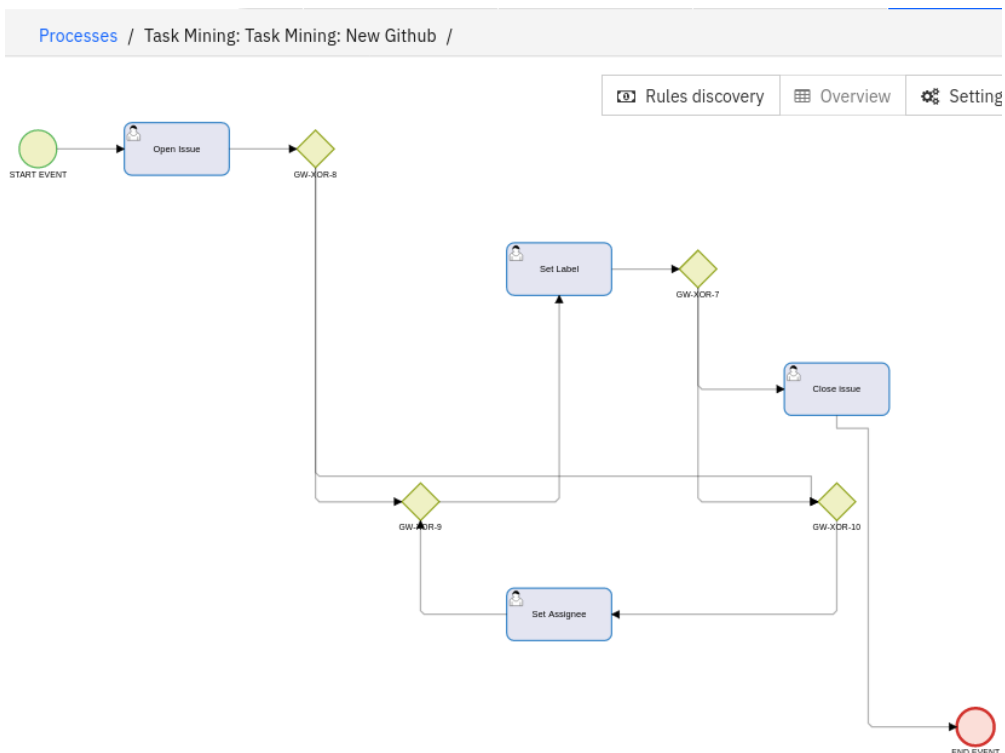 Processes / Task Mining: Task Mining: New Github /
Rules discovery
Overview
Setting
START EVENT
Open Issue
GW-XOR-8
Set Label
GW-XOR-7
Close Issue
GW-XOR-9
GW-XOR-10
Set Assignee
END EVENT